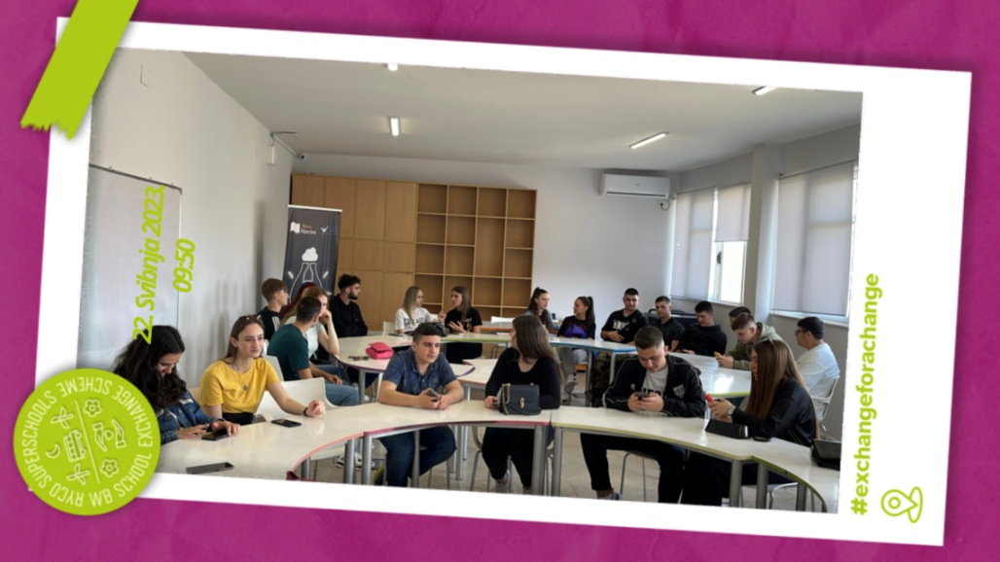 22. Svibnja 2023
09:50
RYCO SUPERSCHOOLS WB SCHOOL EXCHANGE SCHEME
#exchangeforachange